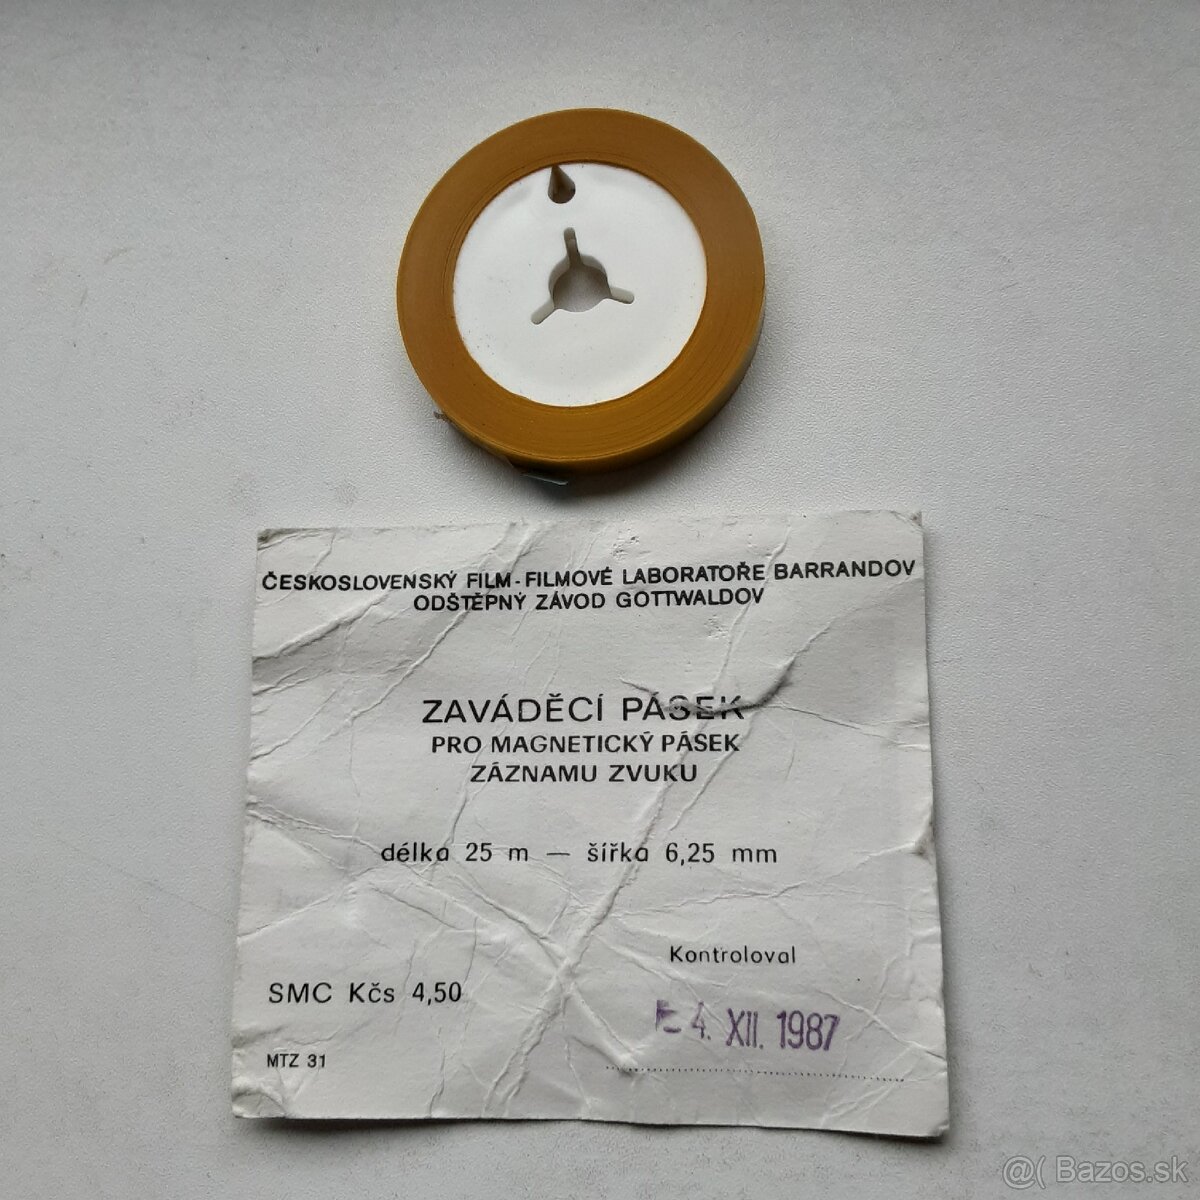 ČESKOSLOVENSKÝ FILM-FILMOVÉ LABORATOŘE BARRANDOV
ODŠTĚPNÝ ZÁVOD GOTTWALDOV
ZAVÁDĚCÍ PÁSEK
PRO MAGNETICKÝ PÁSEK
ZÁZNAMU ZVUKU
délka 25 m — šířka 6,25 mm
Kontroloval
SMC Kčs 4,50
4. XII. 1987
MTZ 31
@( Bazos.sk